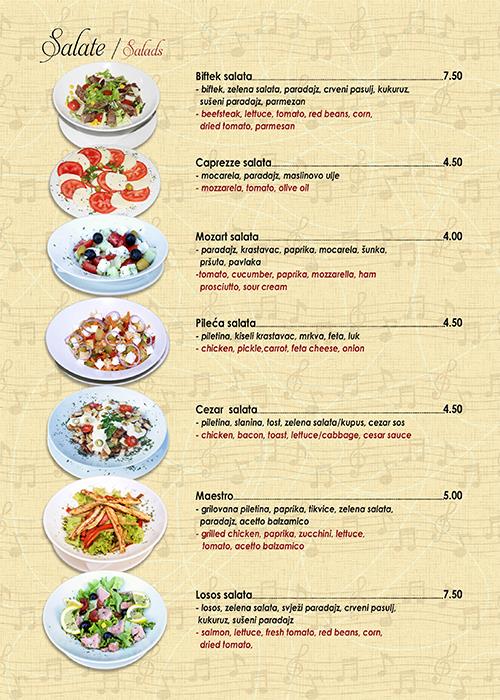 Salate / Salads
Biftek salata 7.50
- biftek, zelena salata, paradajz, crveni pasulj, kukuruz,
sušeni paradajz, parmezan
- beefsteak, lettuce, tomato, red beans, corn,
dried tomato, parmesan
Caprezze salata 4.50
- mocarela, paradajz, maslinovo ulje
- mozzarela, tomato, olive oil
Mozart salata 4.00
- paradajz, krastavac, paprika, mocarela, šunka,
pršuta, pavlaka
-tomato, cucumber, paprika, mozzarella, ham
prosciutto, sour cream
Pileća salata 4.50
- piletina, kiseli krastavac, mrkva, feta, luk
- chicken, pickle,carrot, feta cheese, onion
Cezar salata 4.50
- piletina, slanina, tost, zelena salata/kupus, cezar sos
- chicken, bacon, toast, lettuce/cabbage, cesar sauce
Maestro 5.00
- grilovana piletina, paprika, tikvice, zelena salata,
paradajz, acetto balzamico
- grilled chicken, paprika, zucchini, lettuce,
tomato, acetto balzamico
Losos salata 7.50
- losos, zelena salata, svježi paradajz, crveni pasulj,
kukuruz, sušeni paradajz
- salmon, lettuce, fresh tomato, red beans, corn,
dried tomato,